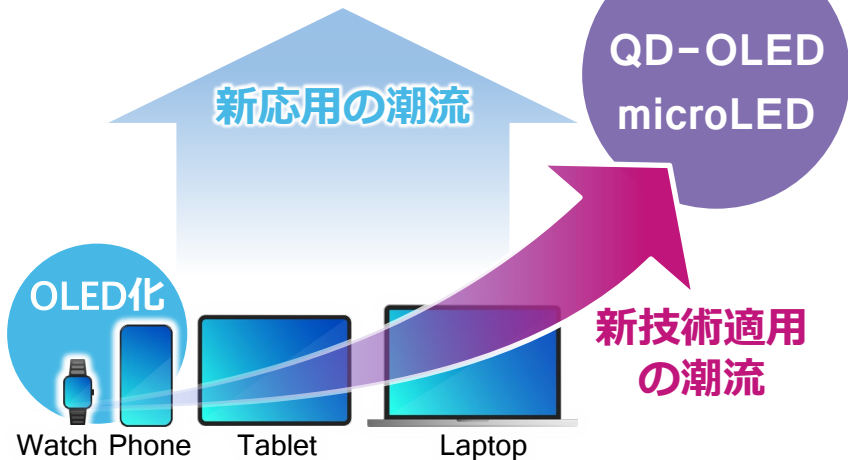 QD-OLED
microLED
新応用の潮流
OLED化
新技術適用
の潮流
Watch Phone Tablet Laptop